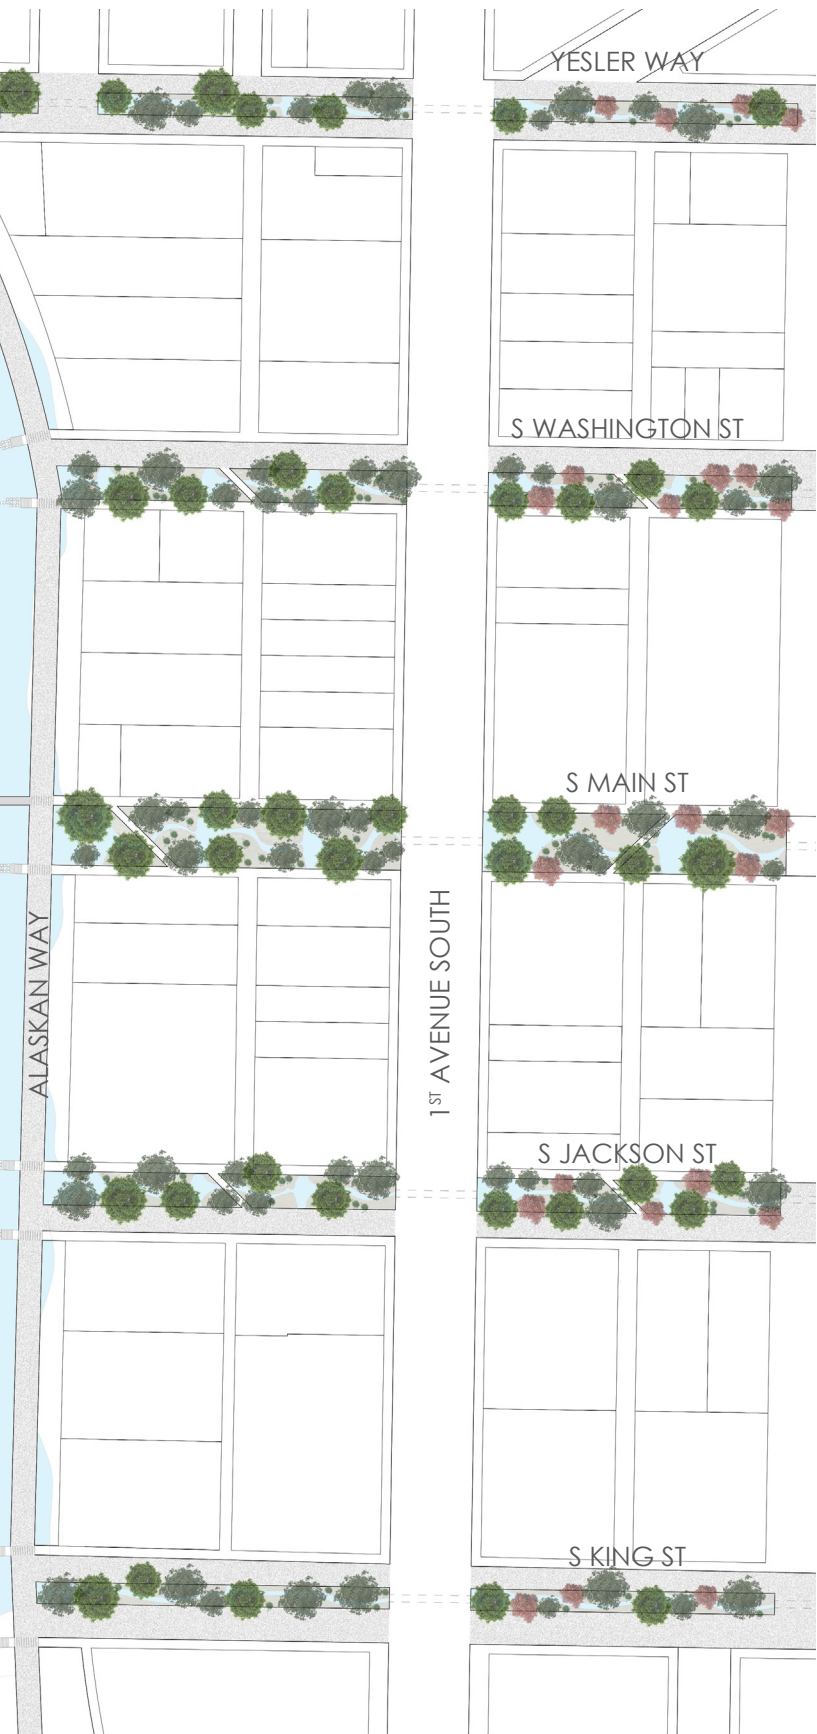 YESLER WAY
S WASHINGTON ST
S MAIN ST
ALASKAN WAY
1ST AVENUE SOUTH
S JACKSON ST
S KING ST